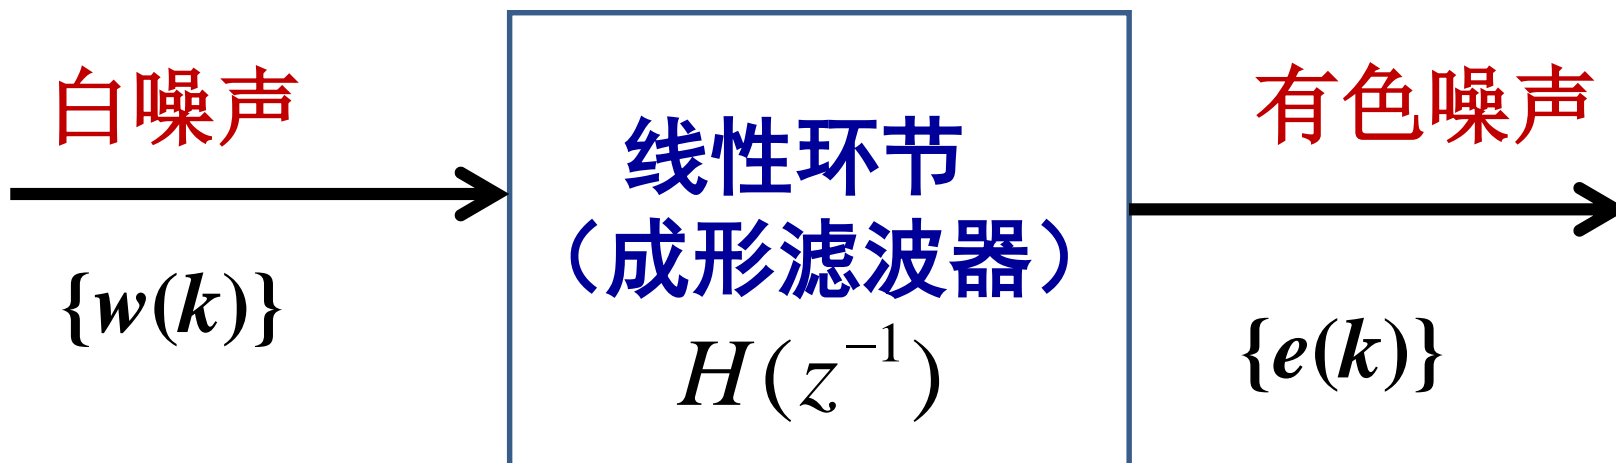 白噪声
{w(k)}
线性环节
（成形滤波器）
H(z⁻¹)
有色噪声
{e(k)}